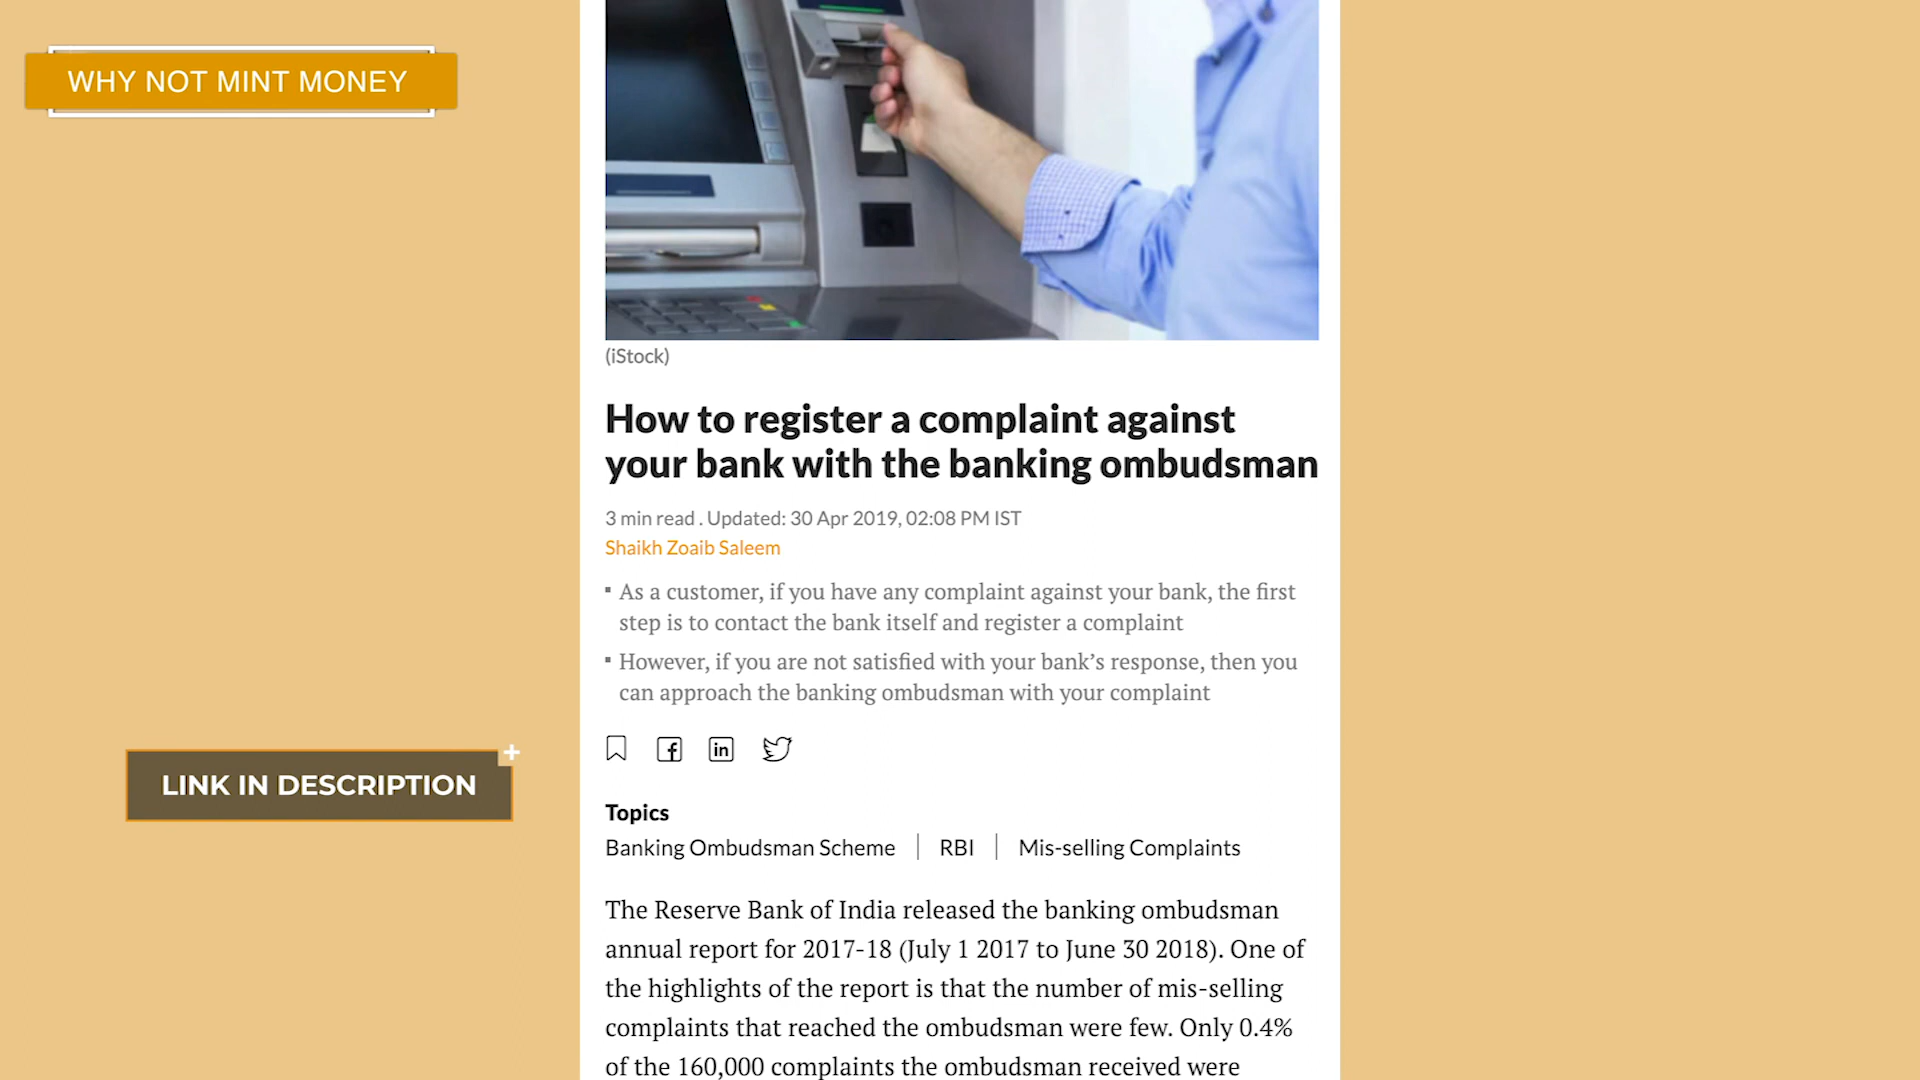 WHY NOT MINT MONEY
(iStock)
How to register a complaint against
your bank with the banking ombudsman
3 min read . Updated: 30 Apr 2019, 02:08 PM IST
Shaikh Zoaib Saleem
▪ As a customer, if you have any complaint against your bank, the first
step is to contact the bank itself and register a complaint
▪ However, if you are not satisfied with your bank’s response, then you
can approach the banking ombudsman with your complaint
LINK IN DESCRIPTION
Topics
Banking Ombudsman Scheme | RBI | Mis-selling Complaints
The Reserve Bank of India released the banking ombudsman
annual report for 2017-18 (July 1 2017 to June 30 2018). One of
the highlights of the report is that the number of mis-selling
complaints that reached the ombudsman were few. Only 0.4%
of the 160,000 complaints the ombudsman received were